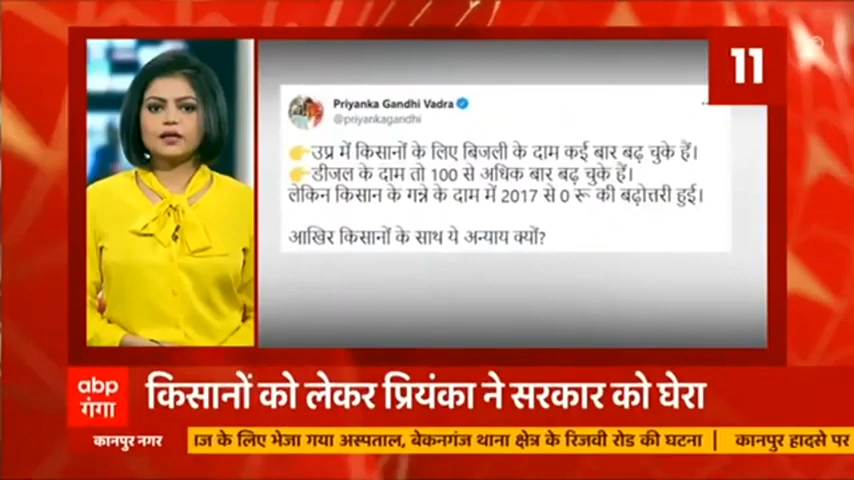 11
Priyanka Gandhi Vadra
@priyankagandhi
👉उप्र में किसानों के लिए बिजली के दाम कई बार बढ़ चुके हैं।
👉डीजल के दाम तो 100 से अधिक बार बढ़ चुके हैं।
लेकिन किसान के गन्ने के दाम में 2017 से 0 रू की बढ़ोत्तरी हुई।
आखिर किसानों के साथ ये अन्याय क्यों?
abp
गंगा
किसानों को लेकर प्रियंका ने सरकार को घेरा
कानपुर नगर
ाज के लिए भेजा गया अस्पताल, बेकनगंज थाना क्षेत्र के रिजवी रोड की घटना | कानपुर हादसे पर